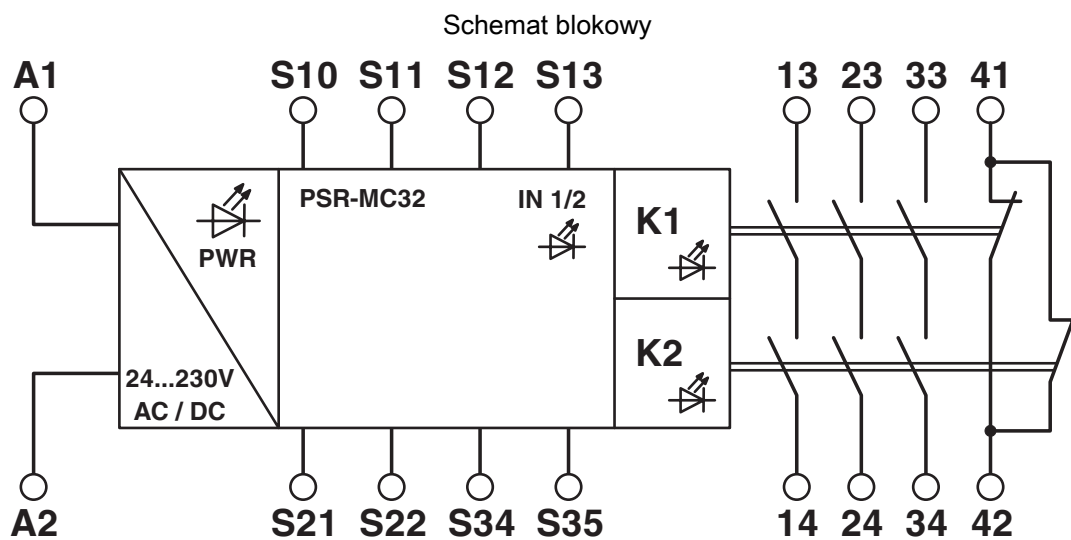 Schemat blokowy
A1 S10 S11 S12 S13 13 23 33 41
PSR-MC32 IN 1/2
K1
PWR
K2
24...230V
AC / DC
A2 S21 S22 S34 S35 14 24 34 42